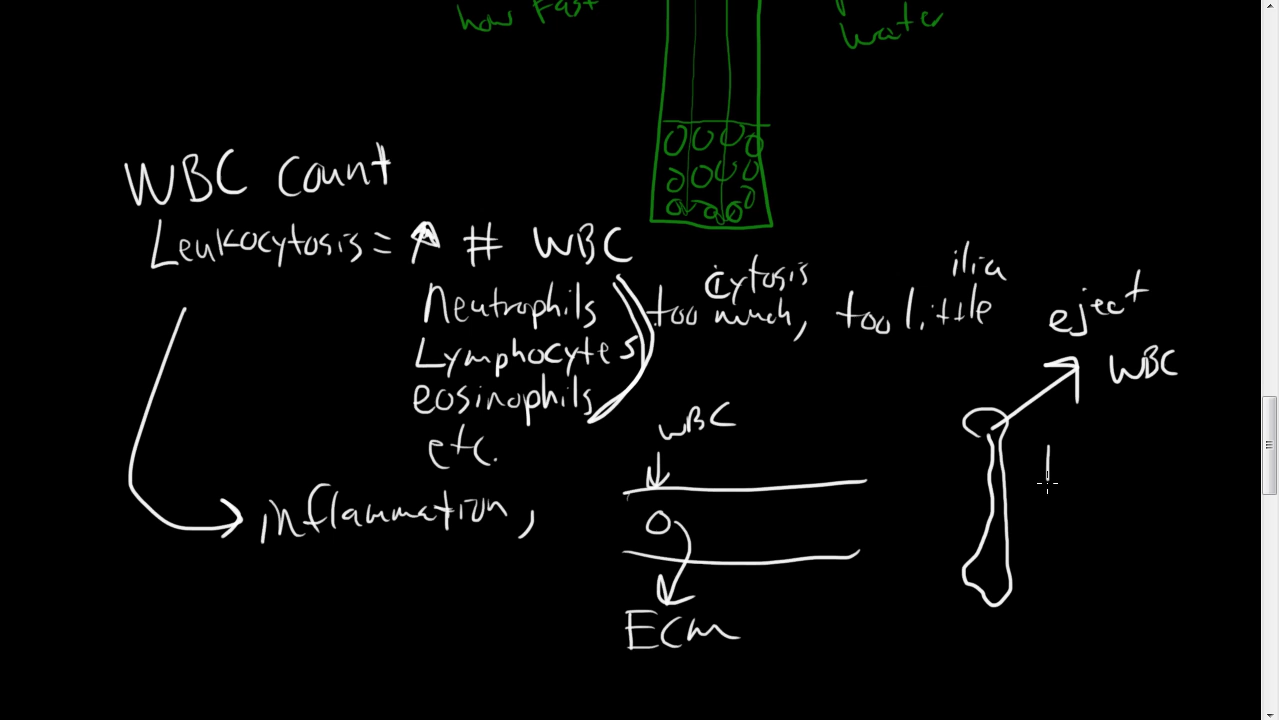 how Fast
water
WBC Count
Leukocytosis = ↑ # WBC
Neutrophils
Lymphocytes
eosinophils
etc.
cytosis
too much, too little
ilia
eject
WBC
WBC
inflammation,
ECM